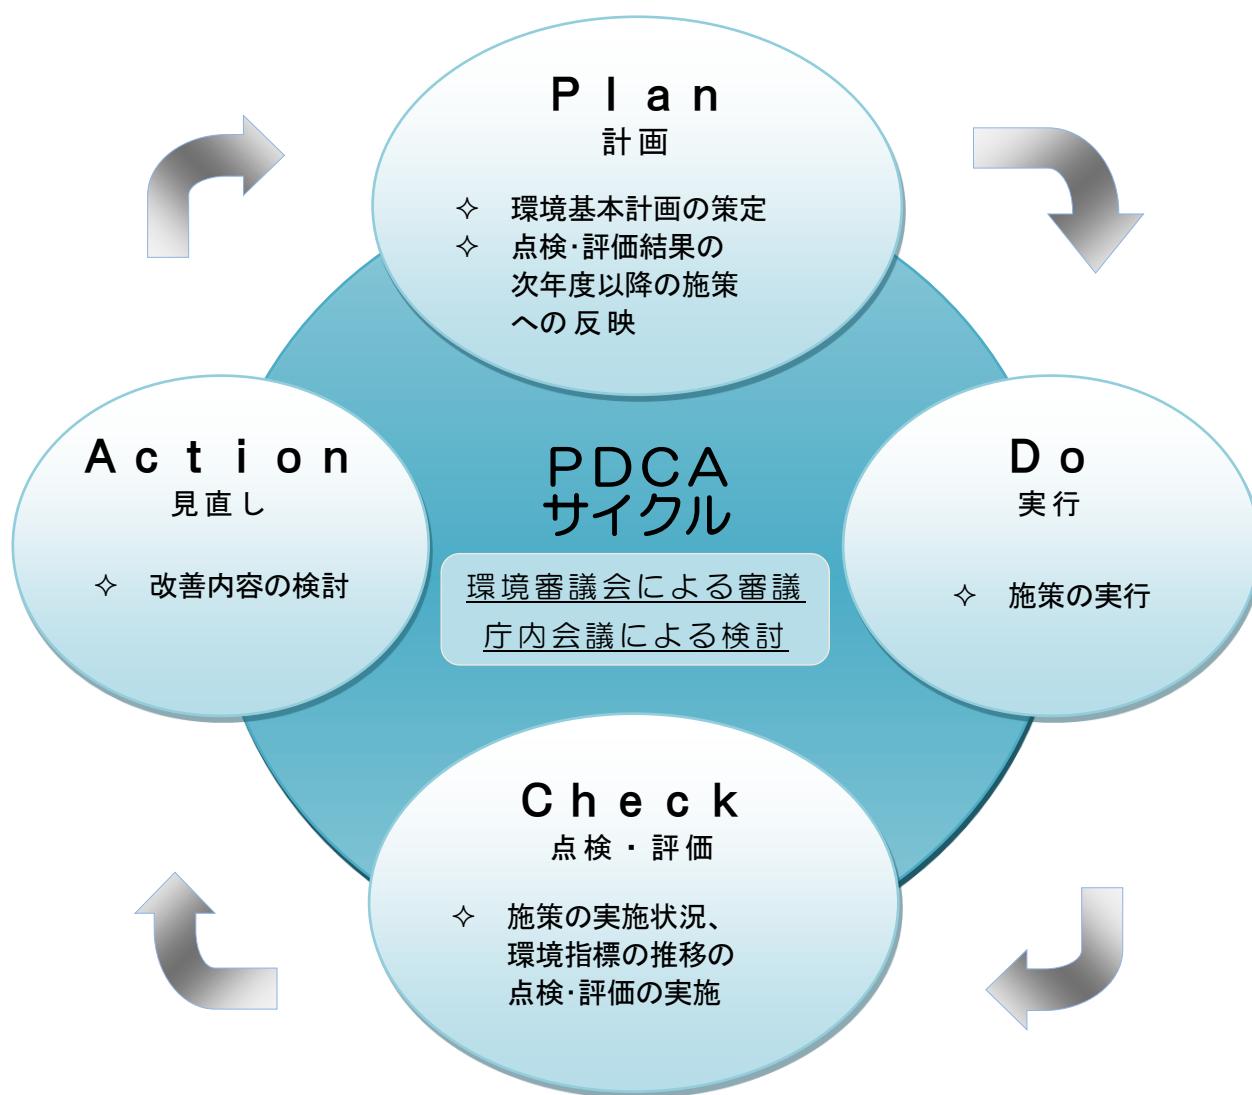 Plan
計画
✧ 環境基本計画の策定
✧ 点検・評価結果の
次年度以降の施策
への反映
Action
見直し
✧ 改善内容の検討
PDCA
サイクル
環境審議会による審議
庁内会議による検討
Do
実行
✧ 施策の実行
Check
点検・評価
✧ 施策の実施状況、
環境指標の推移の
点検・評価の実施